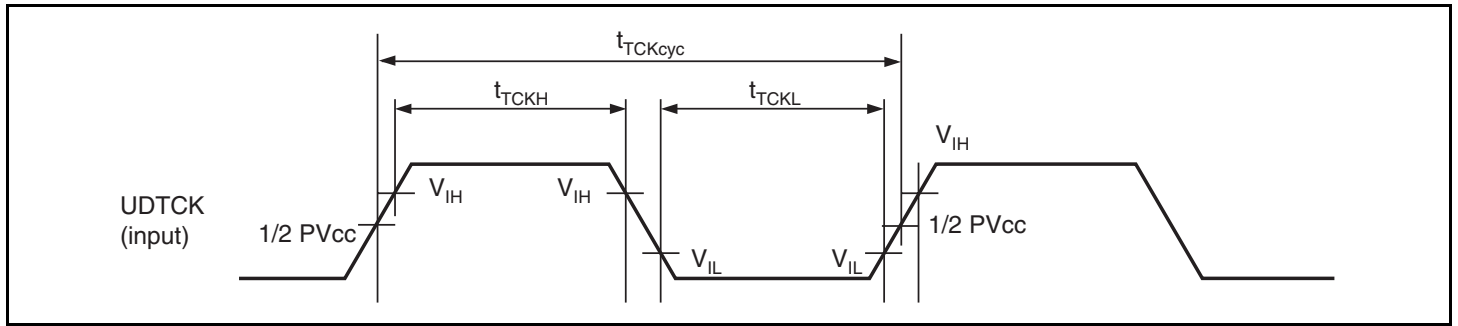 tTCKcyc
tTCKH
tTCKL
VIH
VIH
VIH
UDTCK
(input)
1/2 PVcc
1/2 PVcc
VIL
VIL